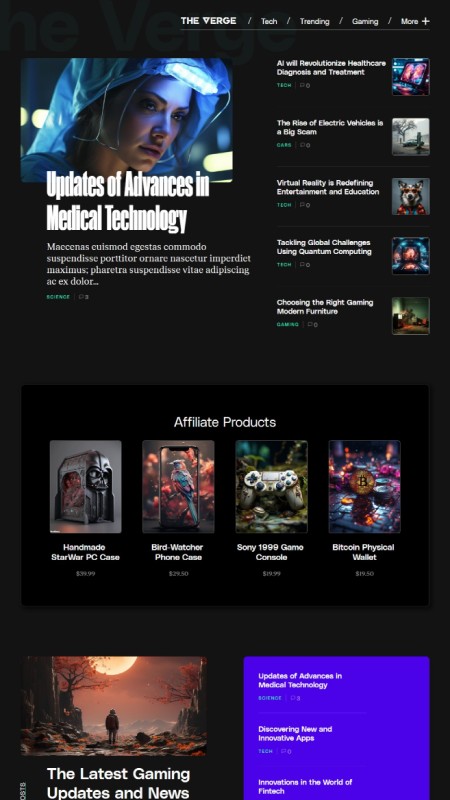 The Verge
THE VERGE / Tech / Trending / Gaming / More +
Updates of Advances in
Medical Technology
Maccenas euismod egestas commodo
suspendisse porttitor ornare nascetur imperdiet
maximus; pharetra suspendisse vitae adipiscing
ac ex dolor...
SCIENCE 3
AI will Revolutionize Healthcare
Diagnosis and Treatment
TECH 0
The Rise of Electric Vehicles is
a Big Scam
CARS 0
Virtual Reality is Redefining
Entertainment and Education
TECH 0
Tackling Global Challenges
Using Quantum Computing
TECH 0
Choosing the Right Gaming
Modern Furniture
GAMING 0
Affiliate Products
Handmade
StarWar PC Case
$39.99
Bird-Watcher
Phone Case
$29.50
Sony 1999 Game
Console
$19.99
Bitcoin Physical
Wallet
$19.50
The Latest Gaming
Updates and News
Updates of Advances in
Medical Technology
SCIENCE 3
Discovering New and
Innovative Apps
TECH 0
Innovations in the World of
Fintech